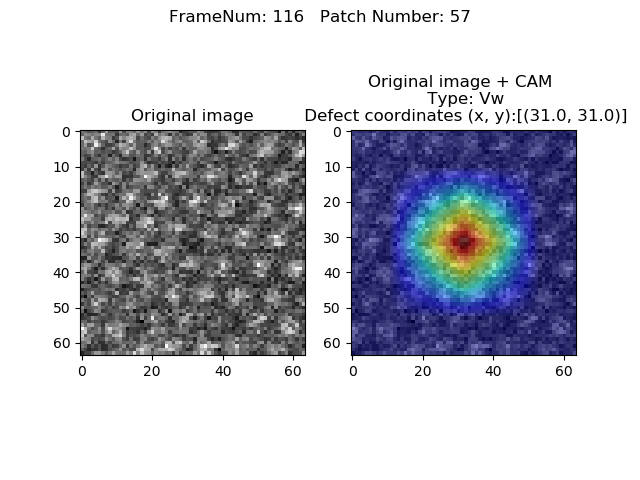 FrameNum: 116   Patch Number: 57
Original image
Original image + CAM
Type: Vw
Defect coordinates (x, y):[(31.0, 31.0)]
0
10
20
30
40
50
60
0 20 40 60
0
10
20
30
40
50
60
0 20 40 60